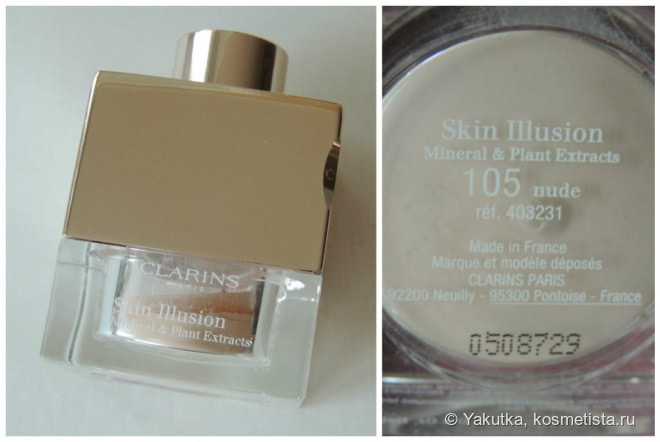 CLARINS
PARIS
Skin Illusion
Mineral & Plant Extracts
Skin Illusion
Mineral & Plant Extracts
105 nude
réf. 403231
Made in France
Marque et modèle déposés
CLARINS PARIS
92200 Neuilly - 95300 Pontoise - France
0508729
© Yakutka, kosmetista.ru